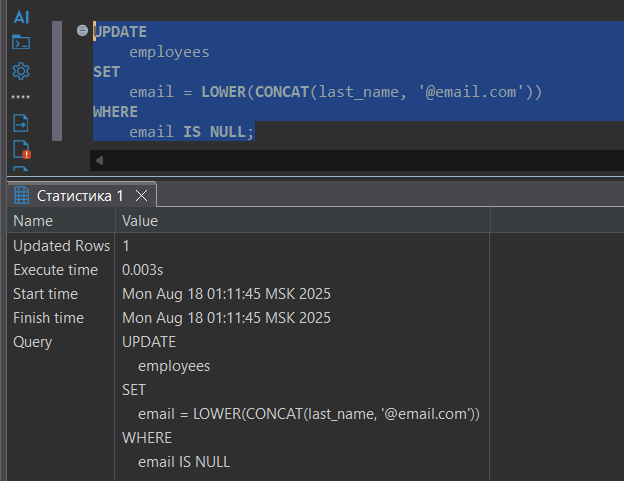 AI
UPDATE
employees
SET
email = LOWER(CONCAT(last_name, '@email.com'))
WHERE
email IS NULL;
Статистика 1
Name Value
Updated Rows 1
Execute time 0.003s
Start time Mon Aug 18 01:11:45 MSK 2025
Finish time Mon Aug 18 01:11:45 MSK 2025
Query UPDATE
employees
SET
email = LOWER(CONCAT(last_name, '@email.com'))
WHERE
email IS NULL